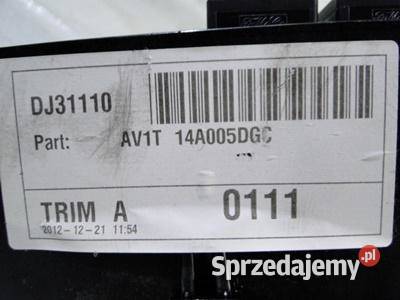 DJ31110
Part: AV1T 14A005DGC
TRIM A 0111
2012-12-21 11:54
Sprzedajemy.pl